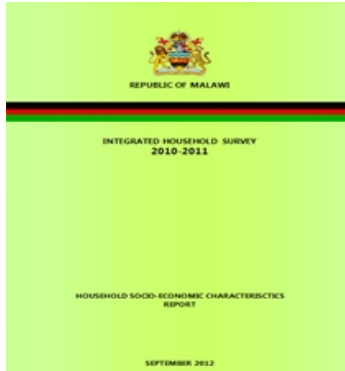 REPUBLIC OF MALAWI
INTEGRATED HOUSEHOLD SURVEY
2010-2011
HOUSEHOLD SOCIO-ECONOMIC CHARACTERISCTICS
REPORT
SEPTEMBER 2012